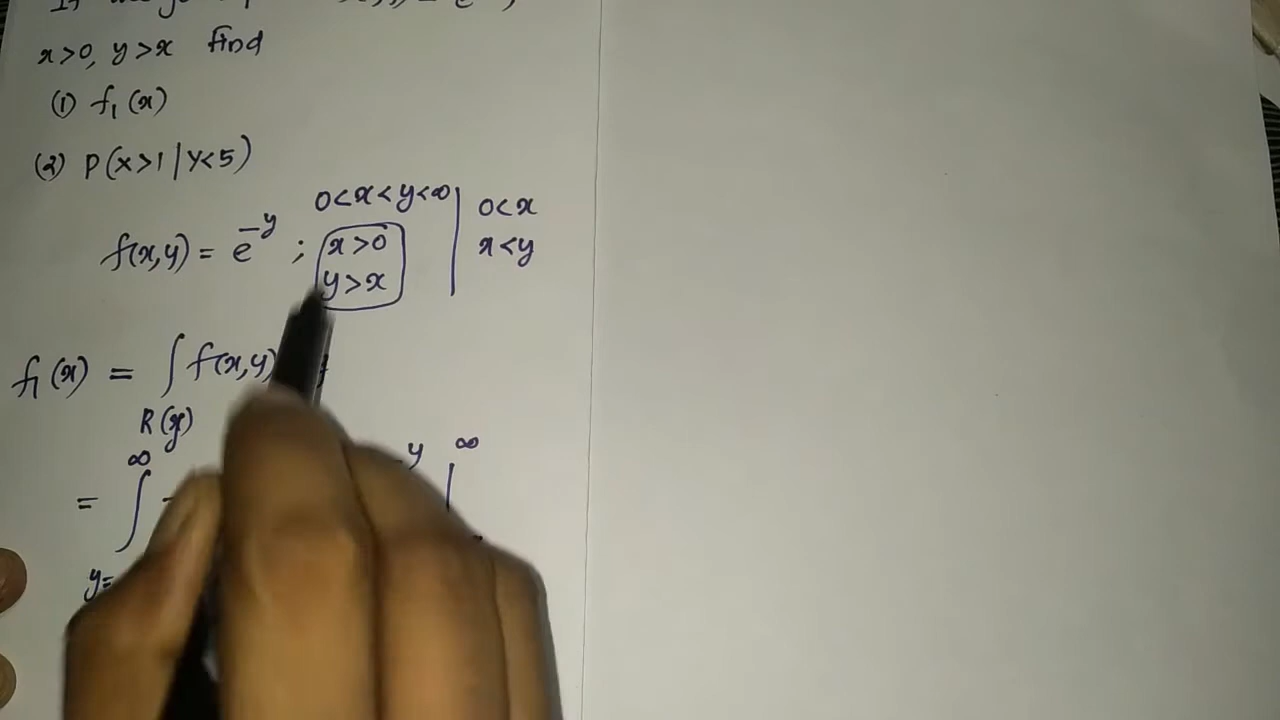 x>0, y>x find
(1) f₁(x)
(2) P(X>1 | Y<5)
0<x<y<∞ | 0<x
f(x,y) = e^{-y} ; x>0 | x<y
y>x
f₁(x) = ∫ f(x,y)
R(y)
∞ y ∞
= ∫ |
y=